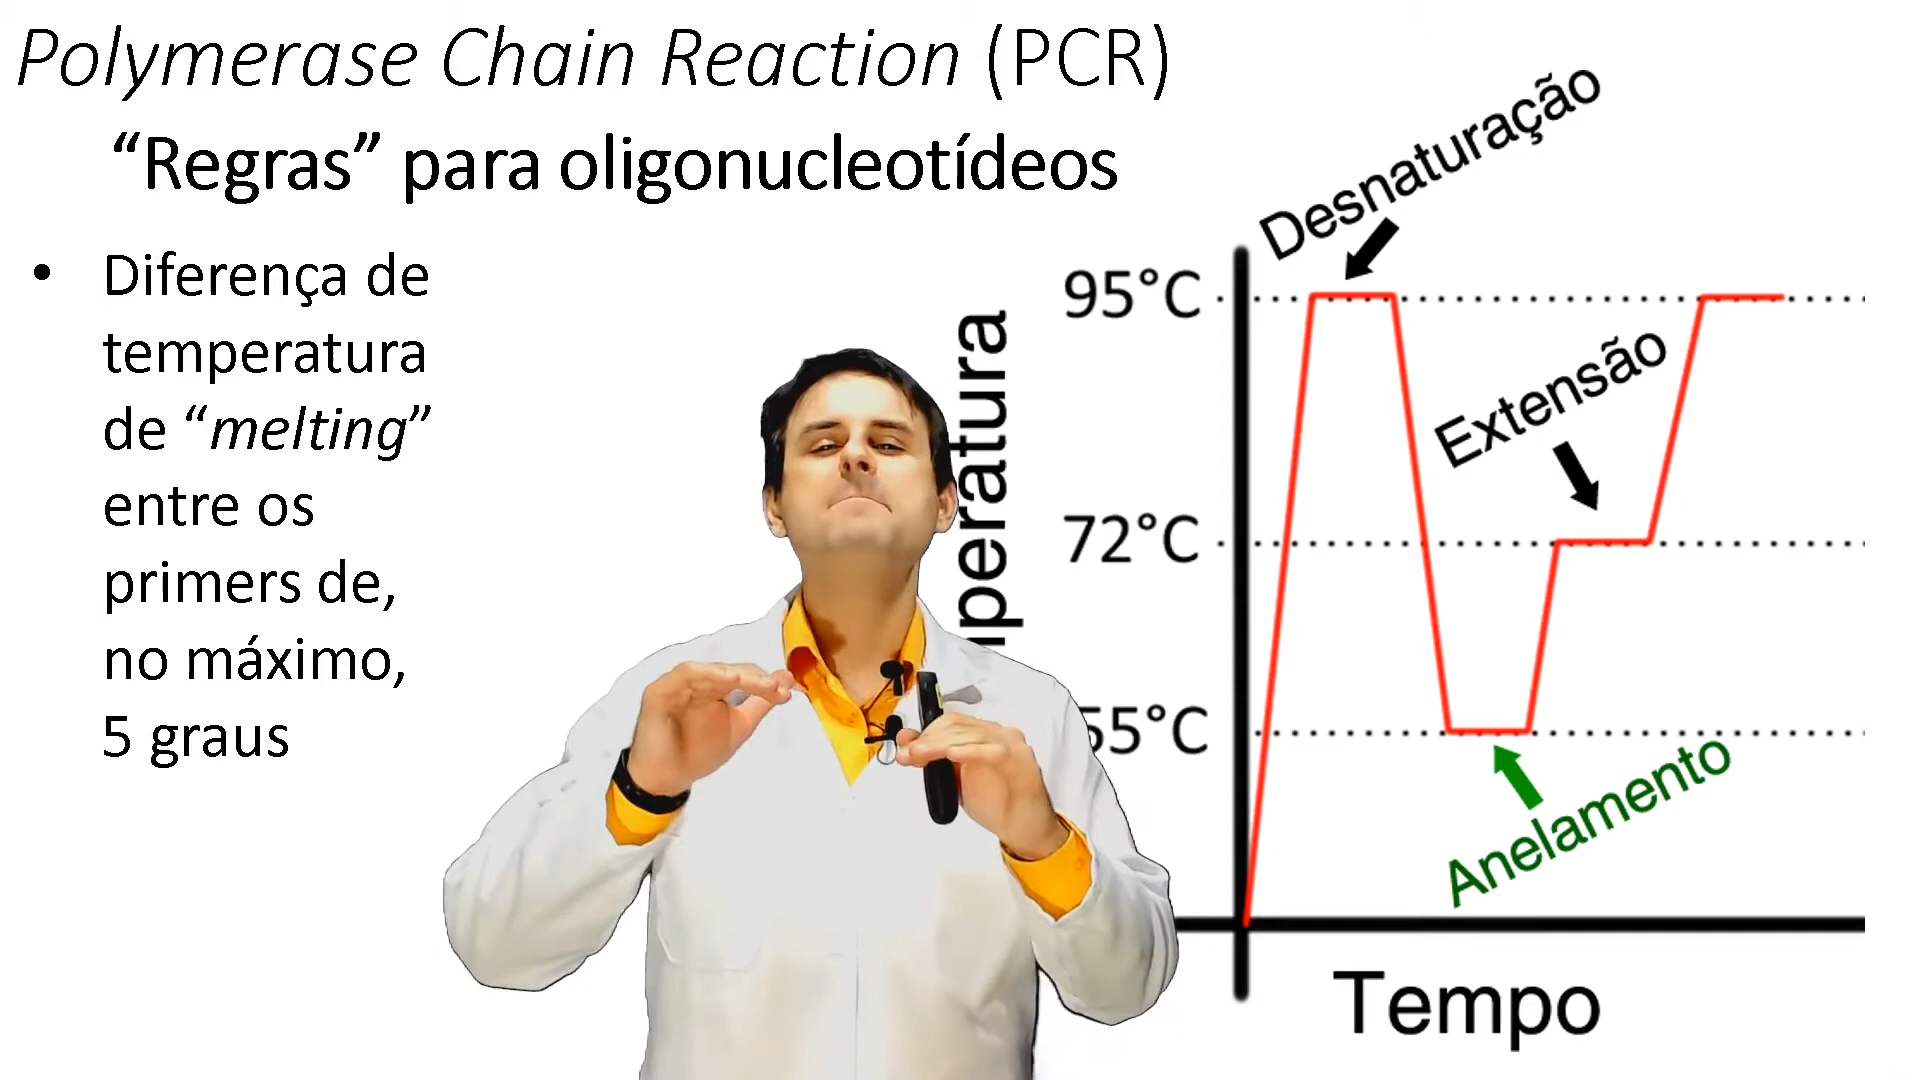 Polymerase Chain Reaction (PCR)
“Regras” para oligonucleotídeos
• Diferença de
temperatura
de “melting”
entre os
primers de,
no máximo,
5 graus
Desnaturação
95°C
Extensão
72°C
55°C
Anelamento
Tempo